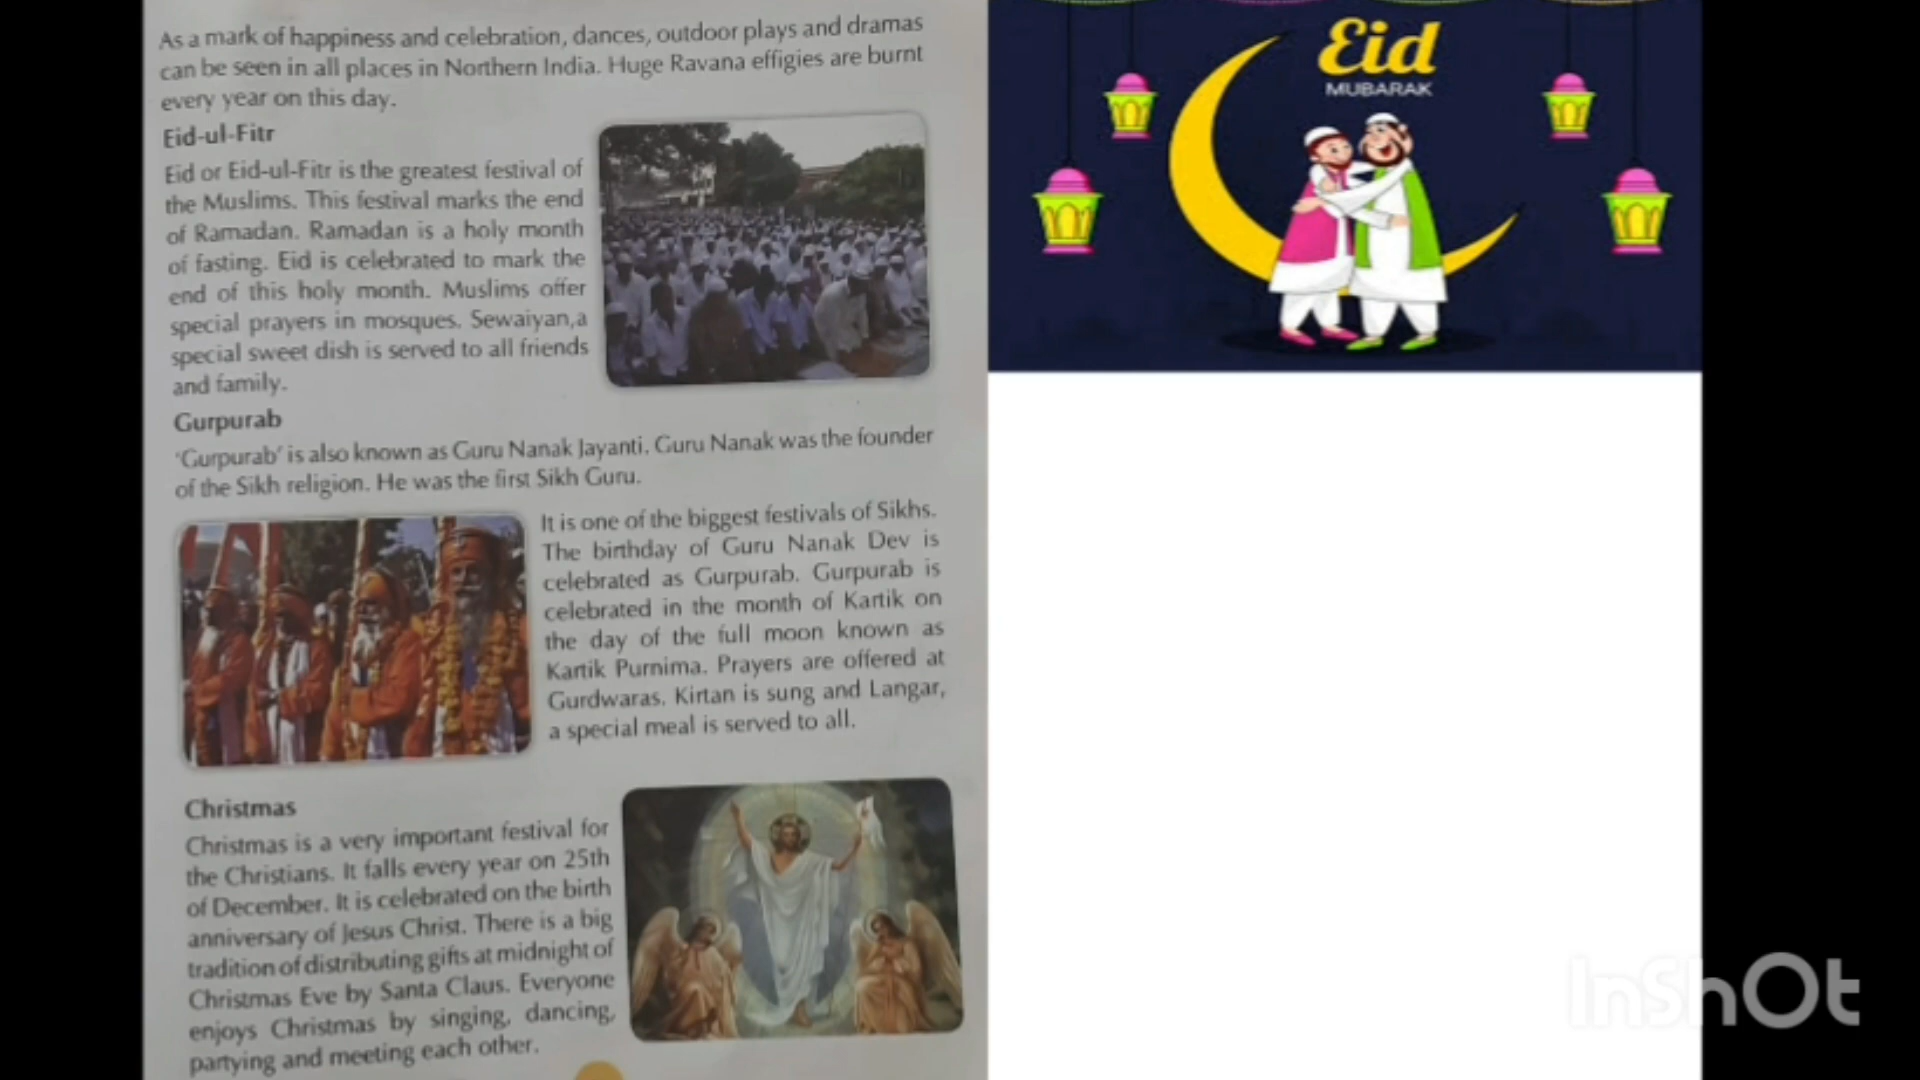 As a mark of happiness and celebration, dances, outdoor plays and dramas
can be seen in all places in Northern India. Huge Ravana effigies are burnt
every year on this day.
Eid-ul-Fitr
Eid or Eid-ul-Fitr is the greatest festival of
the Muslims. This festival marks the end
of Ramadan. Ramadan is a holy month
of fasting. Eid is celebrated to mark the
end of this holy month. Muslims offer
special prayers in mosques. Sewaiyan,a
special sweet dish is served to all friends
and family.
Gurpurab
'Gurpurab' is also known as Guru Nanak Jayanti. Guru Nanak was the founder
of the Sikh religion. He was the first Sikh Guru.
It is one of the biggest festivals of Sikhs.
The birthday of Guru Nanak Dev is
celebrated as Gurpurab. Gurpurab is
celebrated in the month of Kartik on
the day of the full moon known as
Kartik Purnima. Prayers are offered at
Gurdwaras. Kirtan is sung and Langar,
a special meal is served to all.
Christmas
Christmas is a very important festival for
the Christians. It falls every year on 25th
of December. It is celebrated on the birth
anniversary of Jesus Christ. There is a big
tradition of distributing gifts at midnight of
Christmas Eve by Santa Claus. Everyone
enjoys Christmas by singing, dancing,
partying and meeting each other.
Eid
MUBARAK
InShOt